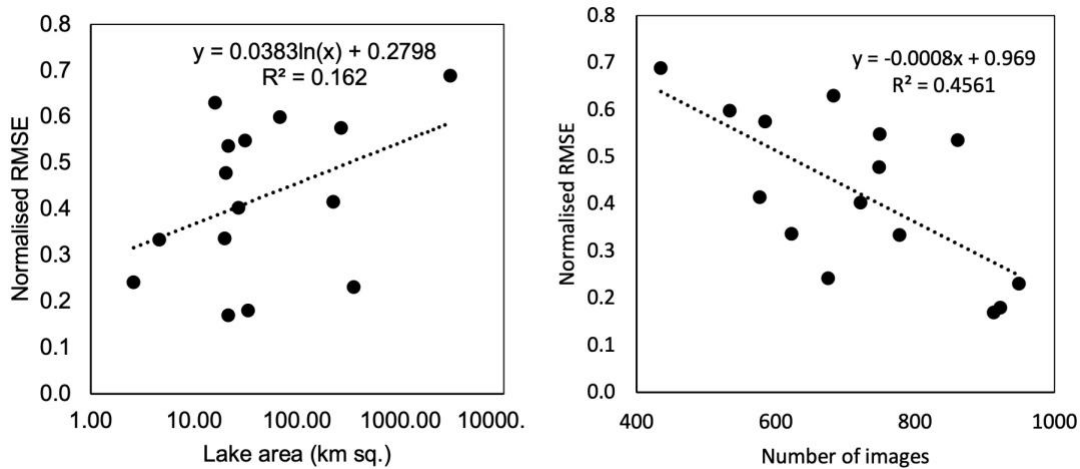 0.8
0.7
0.6
0.5
0.4
0.3
0.2
0.1
0.0
Normalised RMSE
y = 0.0383ln(x) + 0.2798
R² = 0.162
1.00 10.00 100.00 1000.00 10000.
Lake area (km sq.)
0.8
0.7
0.6
0.5
0.4
0.3
0.2
0.1
0.0
Normalised RMSE
y = -0.0008x + 0.969
R² = 0.4561
400 600 800 1000
Number of images